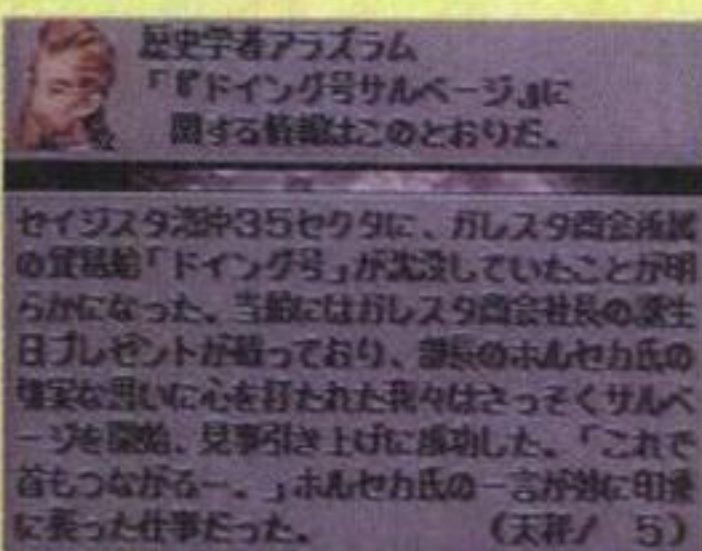 歴史学者アラズラム
「『ドイング号サルベージ』に
関する情報はこのとおりだ。
セイジスタ沖35セクタに、ガレスタ商会所属
の貿易船「ドイング号」が沈没していたことが明
らかになった。当船にはガレスタ商会社長の誕生
日プレゼントが積っており、部長のホルセカ氏の
切実な思いに心を打たれた我々はさっそくサルベ
ージを開始、見事引き上げに成功した。「これで
首もつながるー。」ホルセカ氏の一言が妙に印象
に残った仕事だった。 (天秤/ 5)